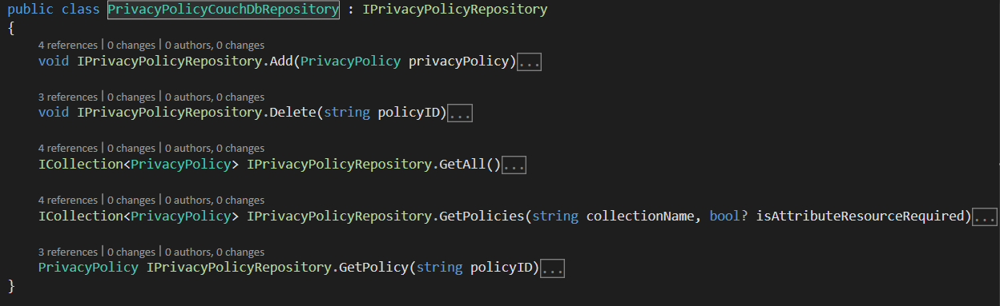 public class PrivacyPolicyCouchDbRepository : IPrivacyPolicyRepository
{
4 references | 0 changes | 0 authors, 0 changes
void IPrivacyPolicyRepository.Add(PrivacyPolicy privacyPolicy)...
3 references | 0 changes | 0 authors, 0 changes
void IPrivacyPolicyRepository.Delete(string policyID)...
4 references | 0 changes | 0 authors, 0 changes
ICollection<PrivacyPolicy> IPrivacyPolicyRepository.GetAll()...
4 references | 0 changes | 0 authors, 0 changes
ICollection<PrivacyPolicy> IPrivacyPolicyRepository.GetPolicies(string collectionName, bool? isAttributeResourceRequired)...
3 references | 0 changes | 0 authors, 0 changes
PrivacyPolicy IPrivacyPolicyRepository.GetPolicy(string policyID)...
}